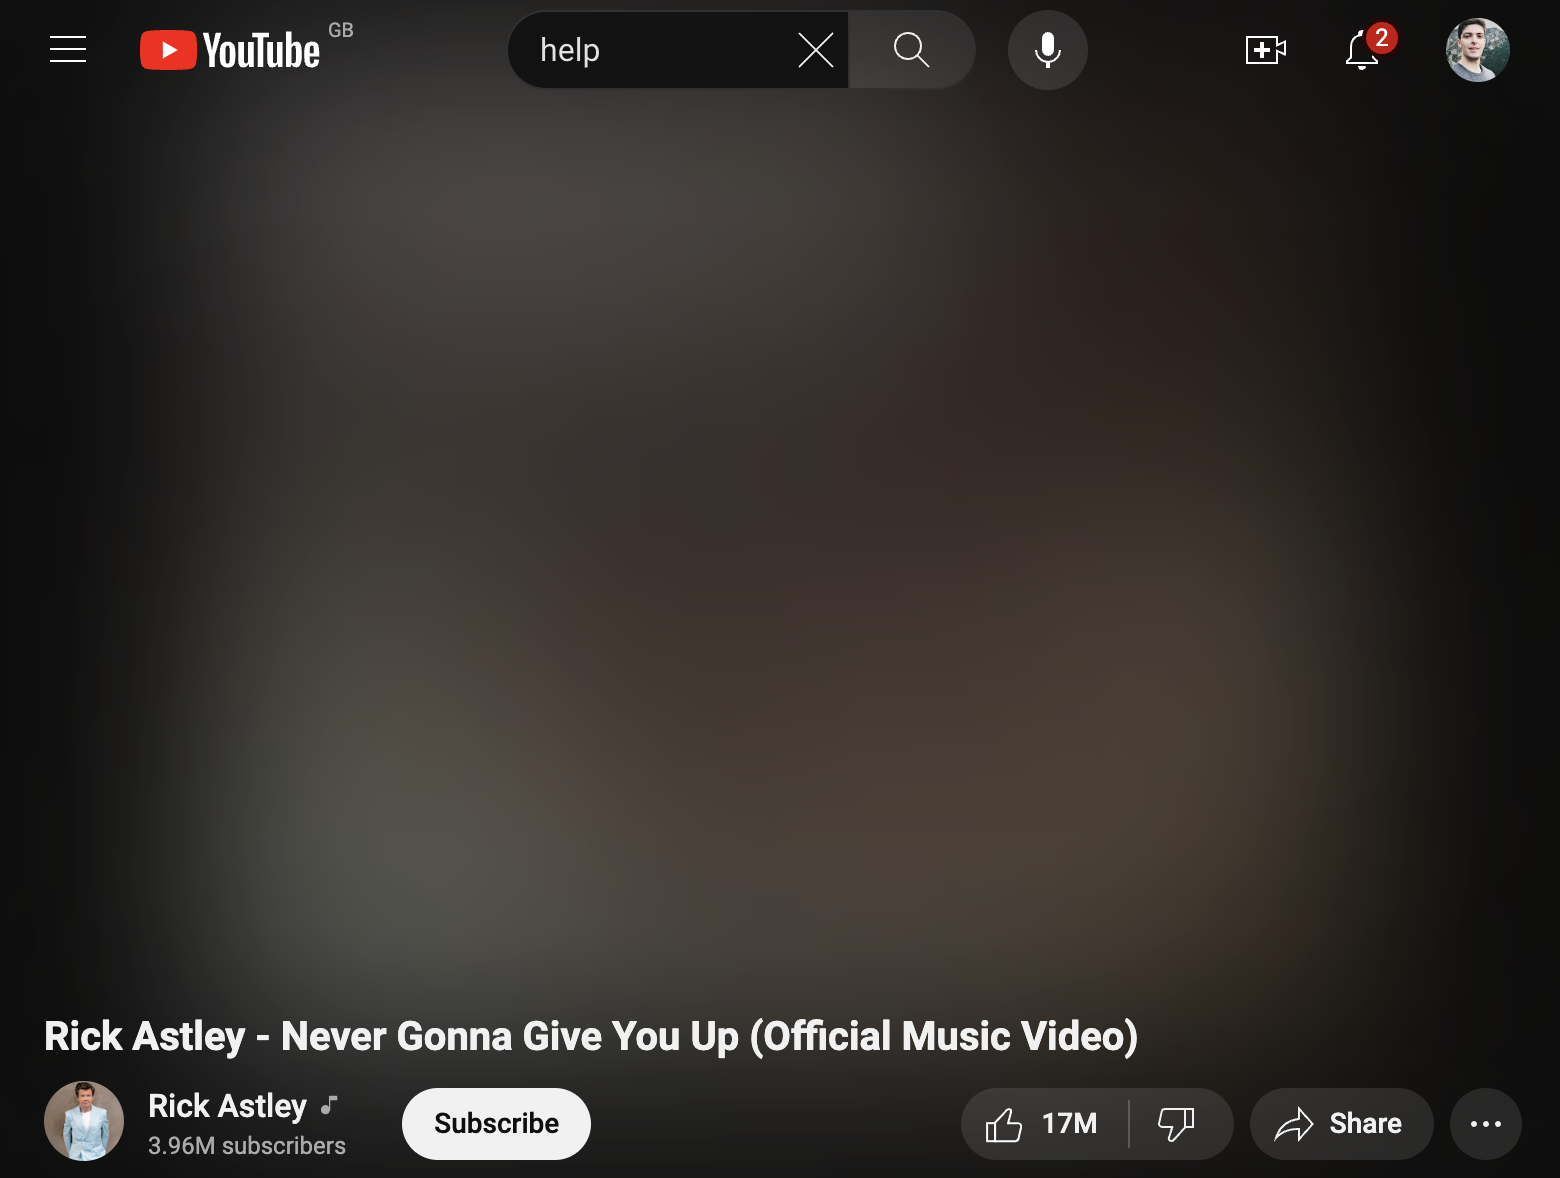 YouTube GB
help
2
Rick Astley - Never Gonna Give You Up (Official Music Video)
Rick Astley
3.96M subscribers
Subscribe
17M
Share